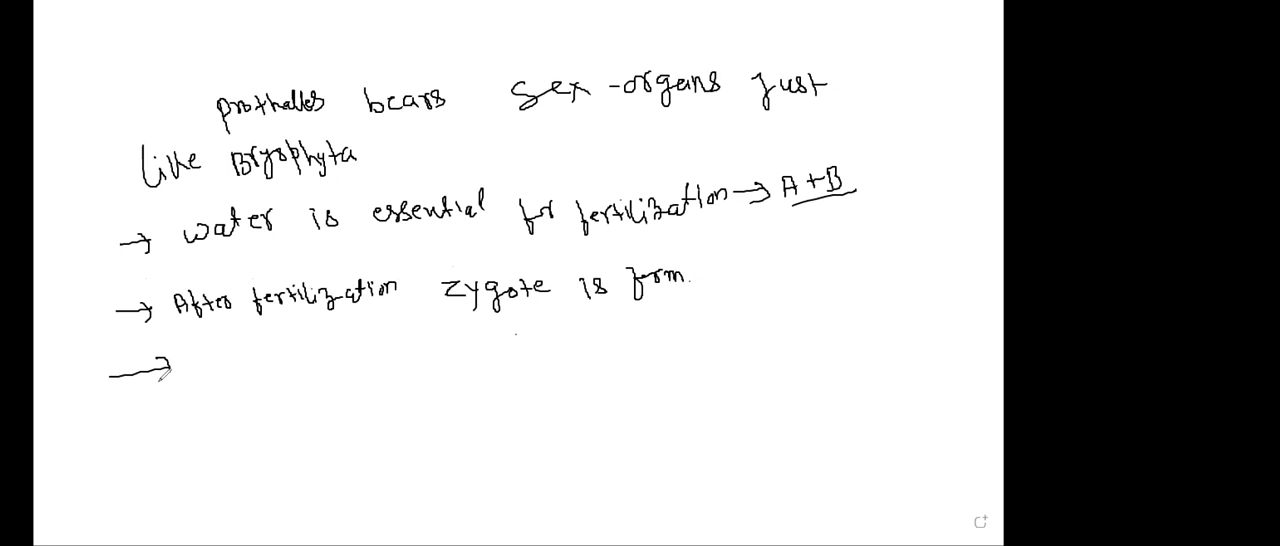 prothalles bears sex-organs just
like Bryophyta
→ water is essential for fertilization → A+B
→ After fertilization zygote is form.
→